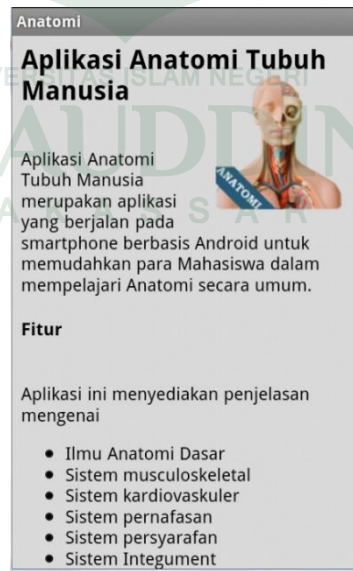 Anatomi
Aplikasi Anatomi Tubuh
Manusia
ANATOMI
Aplikasi Anatomi
Tubuh Manusia
merupakan aplikasi
yang berjalan pada
smartphone berbasis Android untuk
memudahkan para Mahasiswa dalam
mempelajari Anatomi secara umum.
Fitur
Aplikasi ini menyediakan penjelasan
mengenai
• Ilmu Anatomi Dasar
• Sistem musculoskeletal
• Sistem kardiovaskuler
• Sistem pernafasan
• Sistem persyarafan
• Sistem Integument